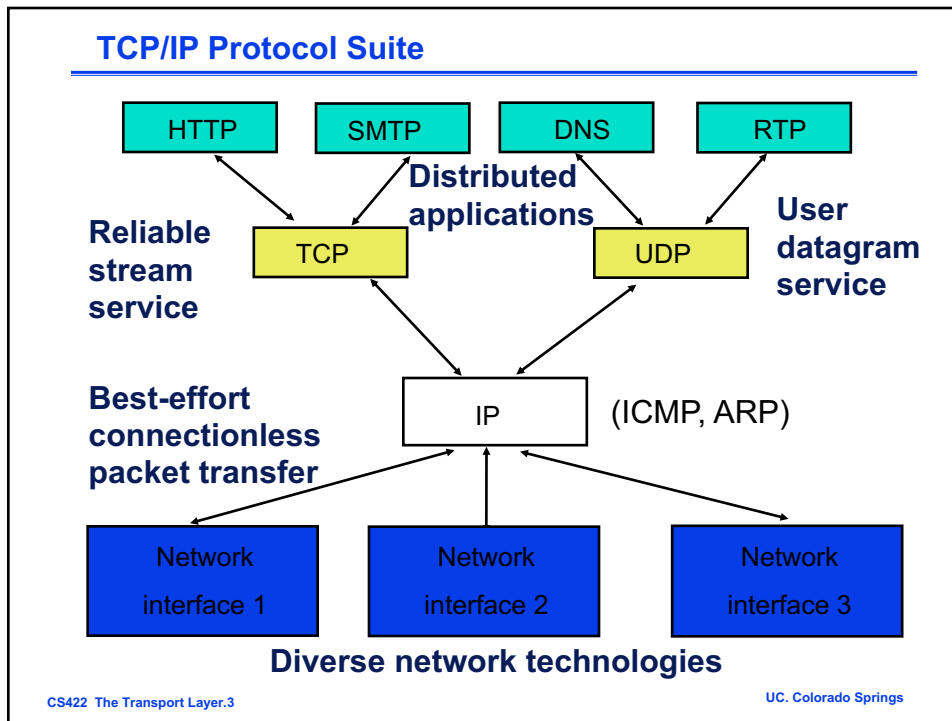 TCP/IP Protocol Suite
HTTP
SMTP
DNS
RTP
Distributed
applications
Reliable
stream
service
TCP
UDP
User
datagram
service
Best-effort
connectionless
packet transfer
IP
(ICMP, ARP)
Network
interface 1
Network
interface 2
Network
interface 3
Diverse network technologies
CS422 The Transport Layer.3
UC. Colorado Springs